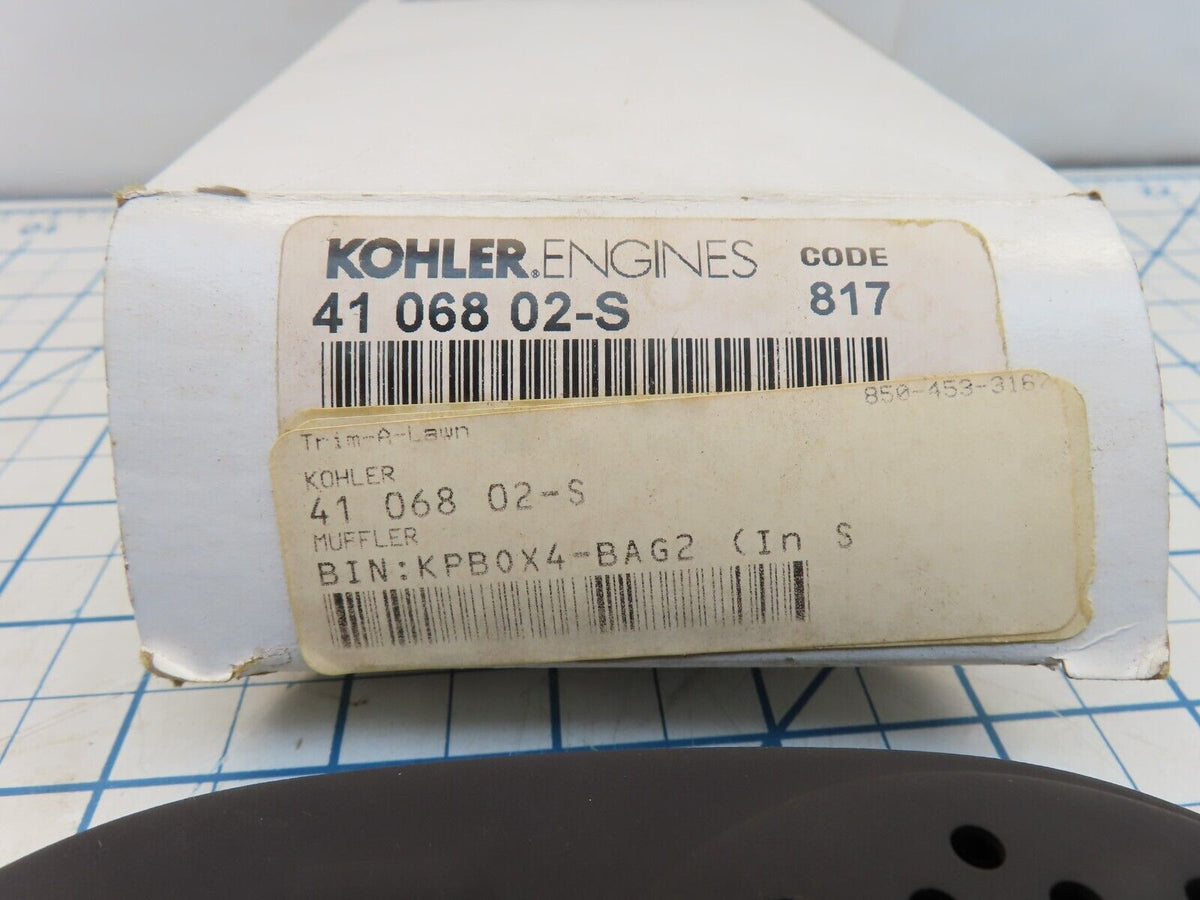 KOHLER. ENGINES CODE
41 068 02-S 817
850-453-316
Trim-A-Lawn
KOHLER
41 068 02-S
MUFFLER
BIN:KPBOX4-BAG2 (In S